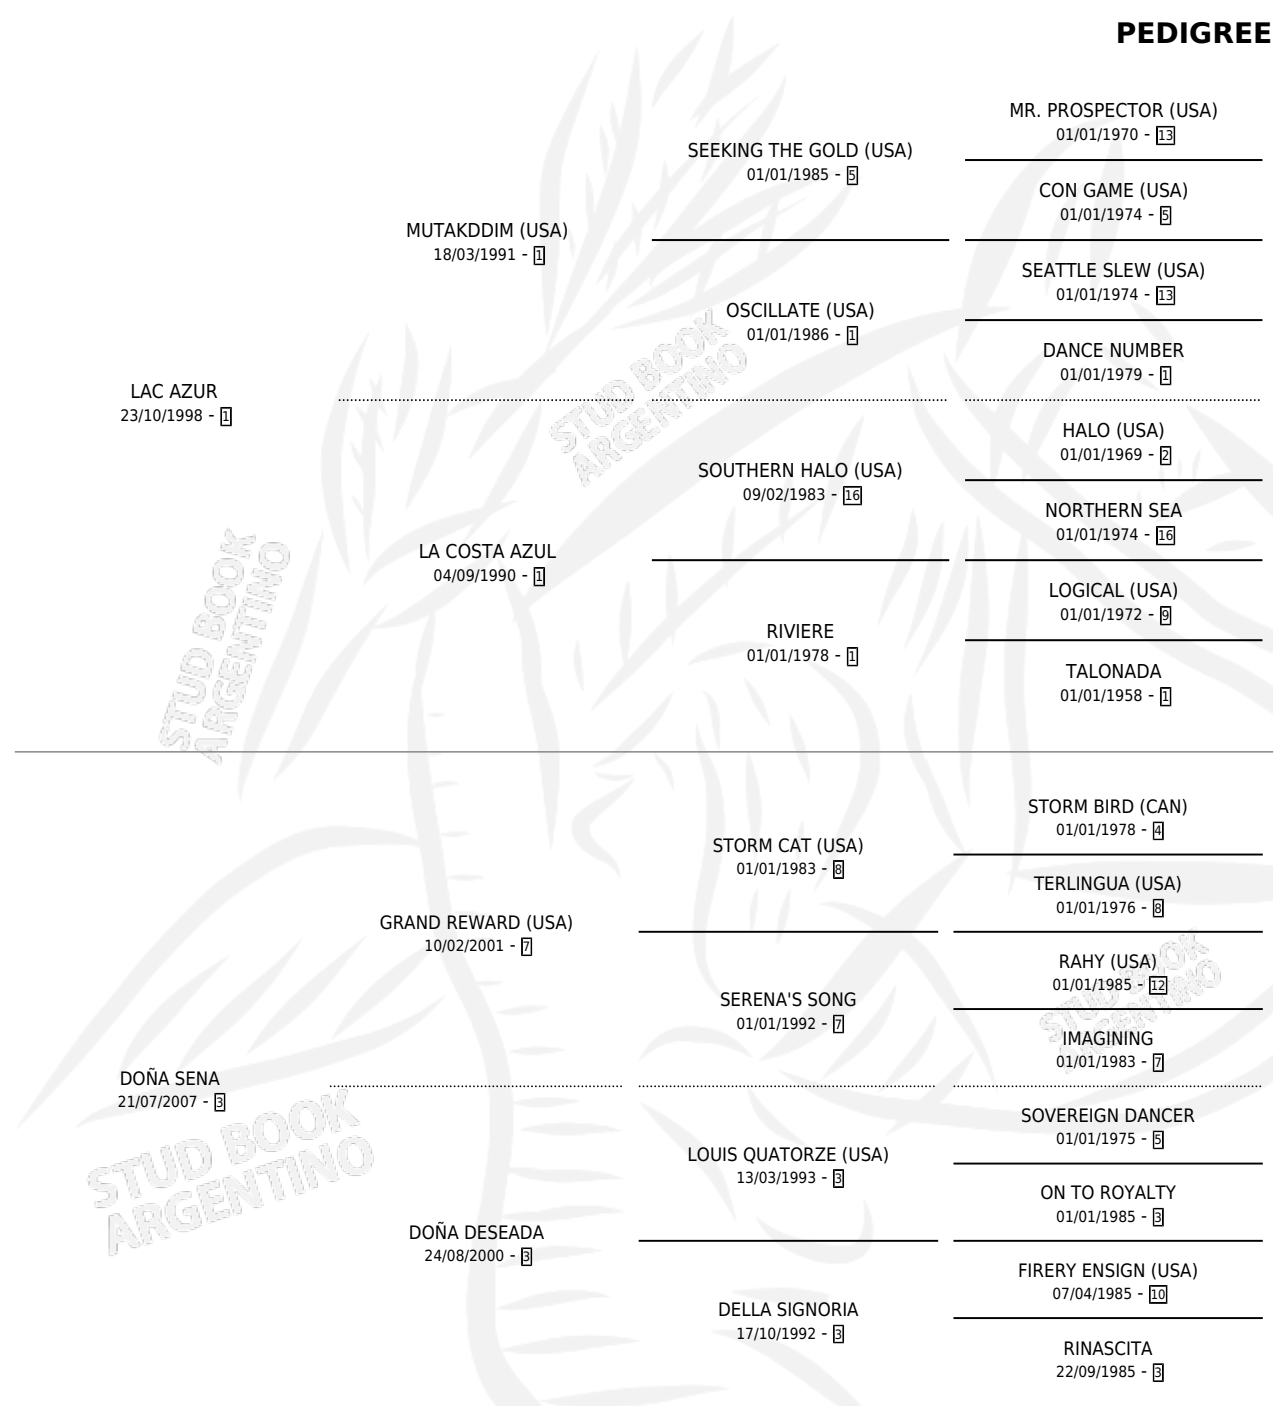 PEDIGREE
MR. PROSPECTOR (USA)
01/01/1970 - 13
SEEKING THE GOLD (USA)
01/01/1985 - 5
CON GAME (USA)
01/01/1974 - 5
MUTAKDDIM (USA)
18/03/1991 - 1
SEATTLE SLEW (USA)
01/01/1974 - 13
OSCILLATE (USA)
01/01/1986 - 1
DANCE NUMBER
01/01/1979 - 1
LAC AZUR
23/10/1998 - 1
HALO (USA)
01/01/1969 - 2
SOUTHERN HALO (USA)
09/02/1983 - 16
NORTHERN SEA
01/01/1974 - 16
LA COSTA AZUL
04/09/1990 - 1
LOGICAL (USA)
01/01/1972 - 9
RIVIERE
01/01/1978 - 1
TALONADA
01/01/1958 - 1
STORM BIRD (CAN)
01/01/1978 - 4
STORM CAT (USA)
01/01/1983 - 8
TERLINGUA (USA)
01/01/1976 - 8
GRAND REWARD (USA)
10/02/2001 - 7
RAHY (USA)
01/01/1985 - 12
SERENA'S SONG
01/01/1992 - 7
IMAGINING
01/01/1983 - 7
DOÑA SENA
21/07/2007 - 3
SOVEREIGN DANCER
01/01/1975 - 5
LOUIS QUATORZE (USA)
13/03/1993 - 3
ON TO ROYALTY
01/01/1985 - 3
DOÑA DESEADA
24/08/2000 - 3
FIRERY ENSIGN (USA)
07/04/1985 - 10
DELLA SIGNORIA
17/10/1992 - 3
RINASCITA
22/09/1985 - 3
STUD BOOK
ARGENTINO
STUD BOOK
ARGENTINO
STUD BOOK
ARGENTINO
STUD BOOK
ARGENTINO